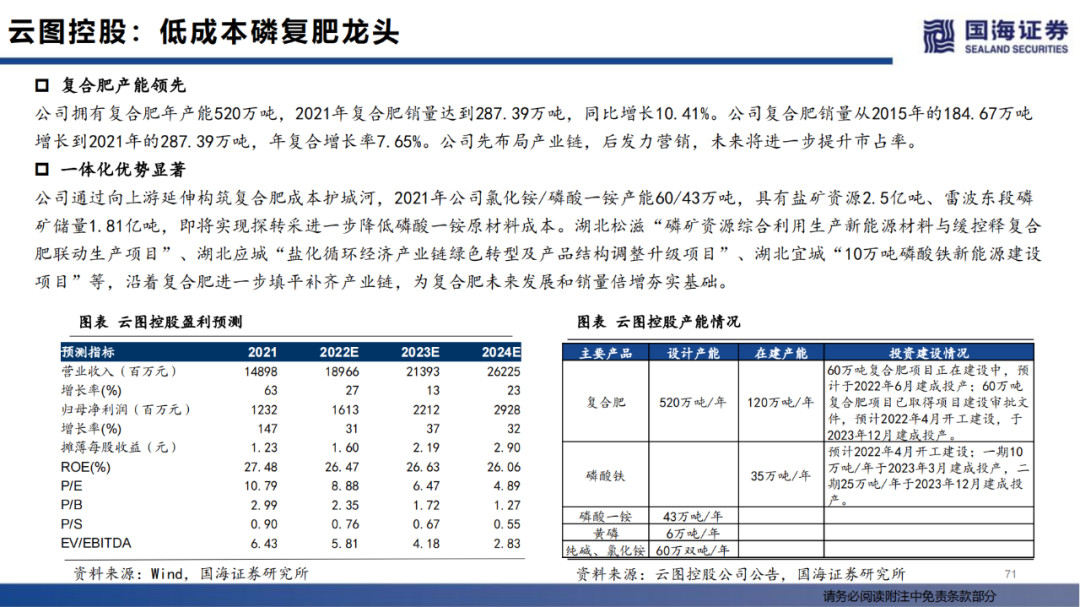 云图控股：低成本磷复肥龙头
国海证券
SEALAND SECURITIES
复合肥产能领先
公司拥有复合肥年产能520万吨，2021年复合肥销量达到287.39万吨，同比增长10.41%。公司复合肥销量从2015年的184.67万吨
增长到2021年的287.39万吨，年复合增长率7.65%。公司先布局产业链，后发力营销，未来将进一步提升市占率。
一体化优势显著
公司通过向上游延伸构筑复合肥成本护城河，2021年公司氯化铵/磷酸一铵产能60/43万吨，具有盐矿资源2.5亿吨、雷波东段磷
矿储量1.81亿吨，即将实现探转采进一步降低磷酸一铵原材料成本。湖北松滋“磷矿资源综合利用生产新能源材料与缓控释复合
肥联动生产项目”、湖北应城“盐化循环经济产业链绿色转型及产品结构调整升级项目”、湖北宜城“10万吨磷酸铁新能源建设
项目”等，沿着复合肥进一步填平补齐产业链，为复合肥未来发展和销量倍增夯实基础。
图表 云图控股盈利预测
预测指标 2021 2022E 2023E 2024E
营业收入（百万元） 14898 18966 21393 26225
增长率(%) 63 27 13 23
归母净利润（百万元） 1232 1613 2212 2928
增长率(%) 147 31 37 32
摊薄每股收益（元） 1.23 1.60 2.19 2.90
ROE(%) 27.48 26.47 26.63 26.06
P/E 10.79 8.88 6.47 4.89
P/B 2.99 2.35 1.72 1.27
P/S 0.90 0.76 0.67 0.55
EV/EBITDA 6.43 5.81 4.18 2.83
资料来源：Wind，国海证券研究所
图表 云图控股产能情况
主要产品 设计产能 在建产能 投资建设情况
复合肥 520万吨/年 120万吨/年
60万吨复合肥项目正在建设中，预
计于2022年6月建成投产；60万吨
复合肥项目已取得项目建设审批文
件，预计2022年4月开工建设，于
2023年12月建成投产。
磷酸铁 35万吨/年
预计2022年4月开工建设；一期10
万吨/年于2023年3月建成投产，二
期25万吨/年于2023年12月建成投
产。
磷酸一铵 43万吨/年
黄磷 6万吨/年
纯碱、氯化铵 60万双吨/年
资料来源：云图控股公司公告，国海证券研究所
71
请务必阅读附注中免责条款部分